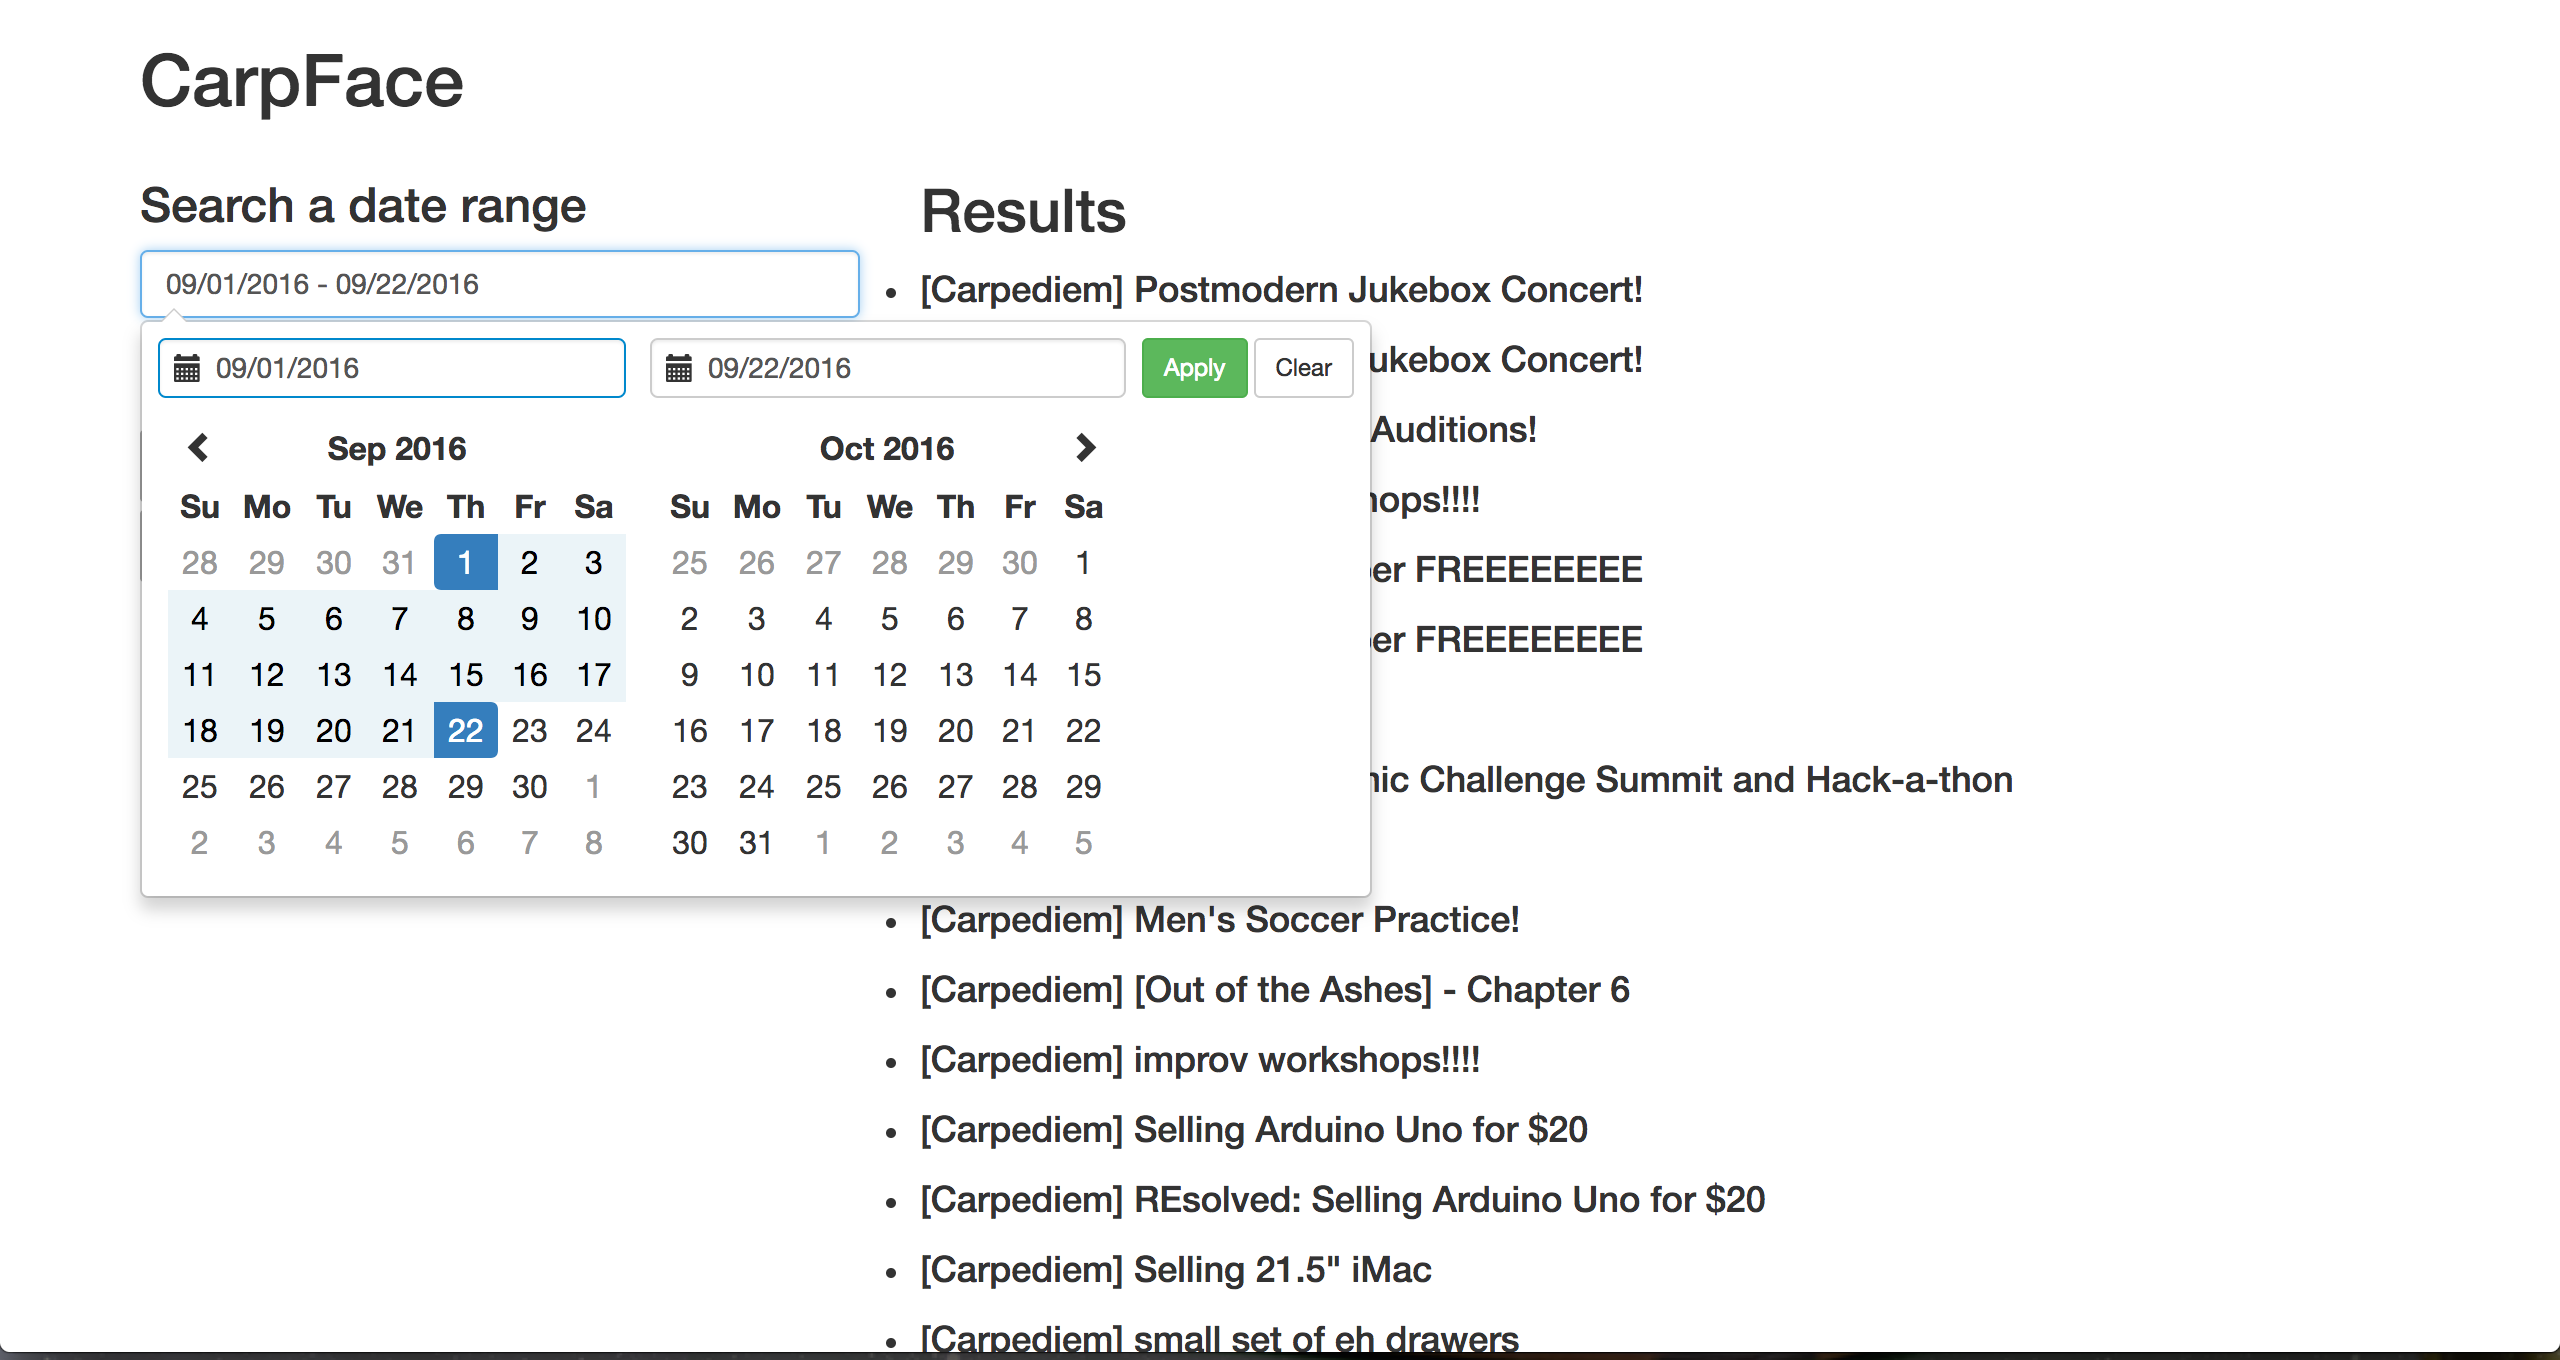 CarpFace
Search a date range
09/01/2016 - 09/22/2016
09/01/2016
09/22/2016
Apply
Clear
Sep 2016
Su Mo Tu We Th Fr Sa
28 29 30 31 1 2 3
4 5 6 7 8 9 10
11 12 13 14 15 16 17
18 19 20 21 22 23 24
25 26 27 28 29 30 1
2 3 4 5 6 7 8
Oct 2016
Su Mo Tu We Th Fr Sa
25 26 27 28 29 30 1
2 3 4 5 6 7 8
9 10 11 12 13 14 15
16 17 18 19 20 21 22
23 24 25 26 27 28 29
30 31 1 2 3 4 5
Results
[Carpediem] Postmodern Jukebox Concert!
Concert!
Auditions!
FREEEEEEEE
FREEEEEEEE
Challenge Summit and Hack-a-thon
[Carpediem] Men's Soccer Practice!
[Carpediem] [Out of the Ashes] - Chapter 6
[Carpediem] improv workshops!!!!
[Carpediem] Selling Arduino Uno for $20
[Carpediem] REsolved: Selling Arduino Uno for $20
[Carpediem] Selling 21.5" iMac
[Carpediem] small set of eh drawers